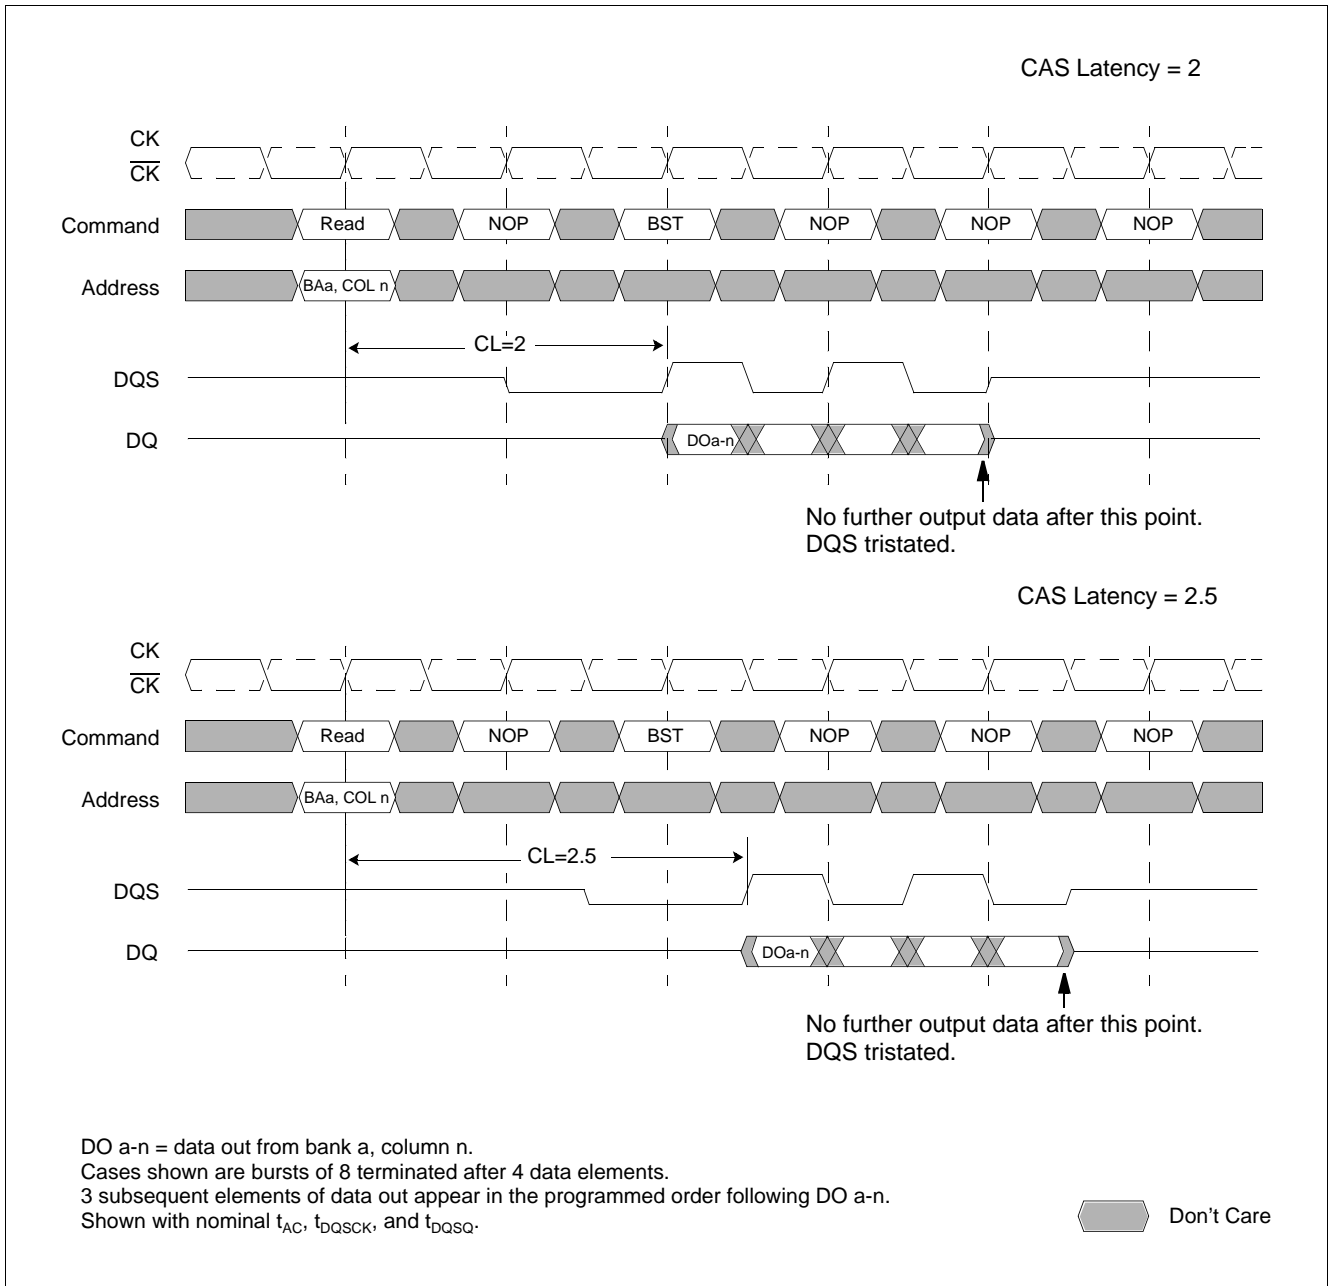 CAS Latency = 2
CK
CK
Command
Read
NOP
BST
NOP
NOP
NOP
Address
BAa, COL n
CL=2
DQS
DQ
DOa-n
No further output data after this point.
DQS tristated.
CAS Latency = 2.5
CK
CK
Command
Read
NOP
BST
NOP
NOP
NOP
Address
BAa, COL n
CL=2.5
DQS
DQ
DOa-n
No further output data after this point.
DQS tristated.
DO a-n = data out from bank a, column n.
Cases shown are bursts of 8 terminated after 4 data elements.
3 subsequent elements of data out appear in the programmed order following DO a-n.
Shown with nominal tAC, tDQSCK, and tDQSQ.
Don't Care